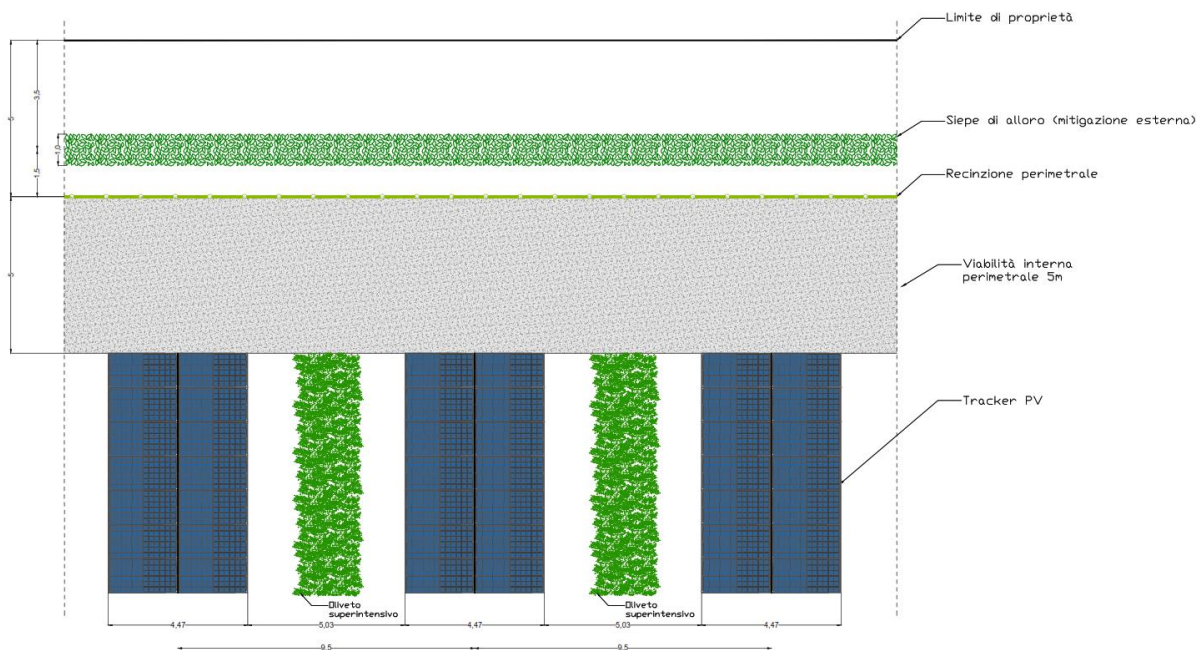 Limite di proprietà
3,5
5
Siepe di alloro (mitigazione esterna)
1,0
1,5
Recinzione perimetrale
Viabilità interna
perimetrale 5m
5
Tracker PV
Oliveto
superintensivo
Oliveto
superintensivo
4,47
5,03
4,47
5,03
4,47
9,5
9,5